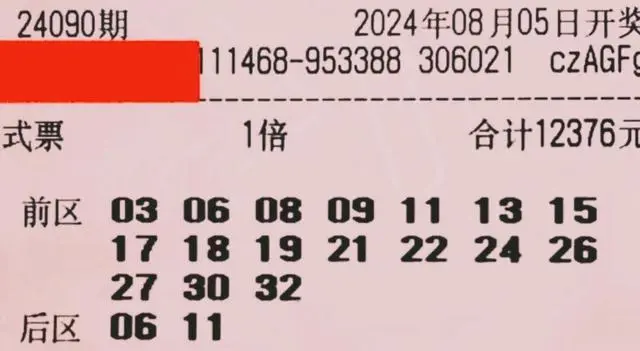 24090期 2024年08月05日开奖
111468-953388 306021 czAGFg
式票 1倍 合计12376元
前区 03 06 08 09 11 13 15
17 18 19 21 22 24 26
27 30 32
后区 06 11